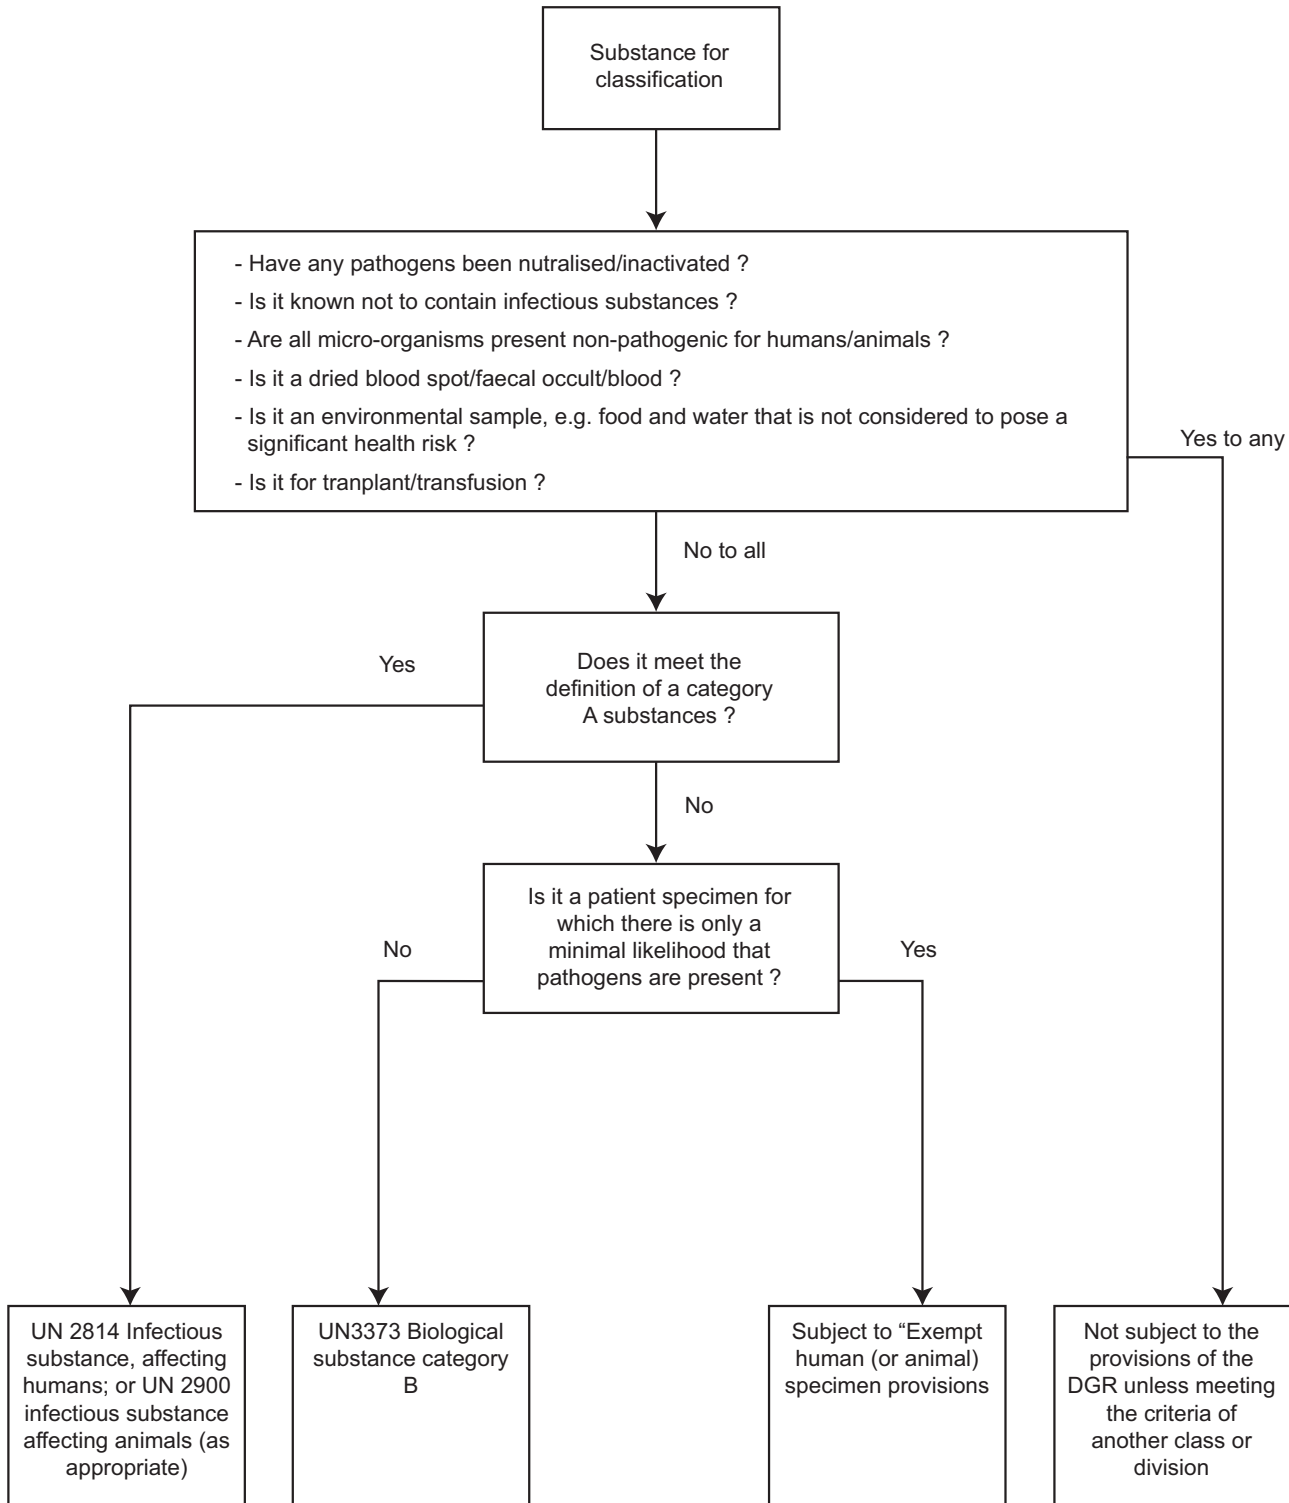 Substance for
classification
- Have any pathogens been nutralised/inactivated ?
- Is it known not to contain infectious substances ?
- Are all micro-organisms present non-pathogenic for humans/animals ?
- Is it a dried blood spot/faecal occult/blood ?
- Is it an environmental sample, e.g. food and water that is not considered to pose a
significant health risk ?
- Is it for tranplant/transfusion ?
Yes to any
No to all
Does it meet the
definition of a category
A substances ?
Yes
No
Is it a patient specimen for
which there is only a
minimal likelihood that
pathogens are present ?
No
Yes
UN 2814 Infectious
substance, affecting
humans; or UN 2900
infectious substance
affecting animals (as
appropriate)
UN3373 Biological
substance category
B
Subject to “Exempt
human (or animal)
specimen provisions
Not subject to the
provisions of the
DGR unless meeting
the criteria of
another class or
division